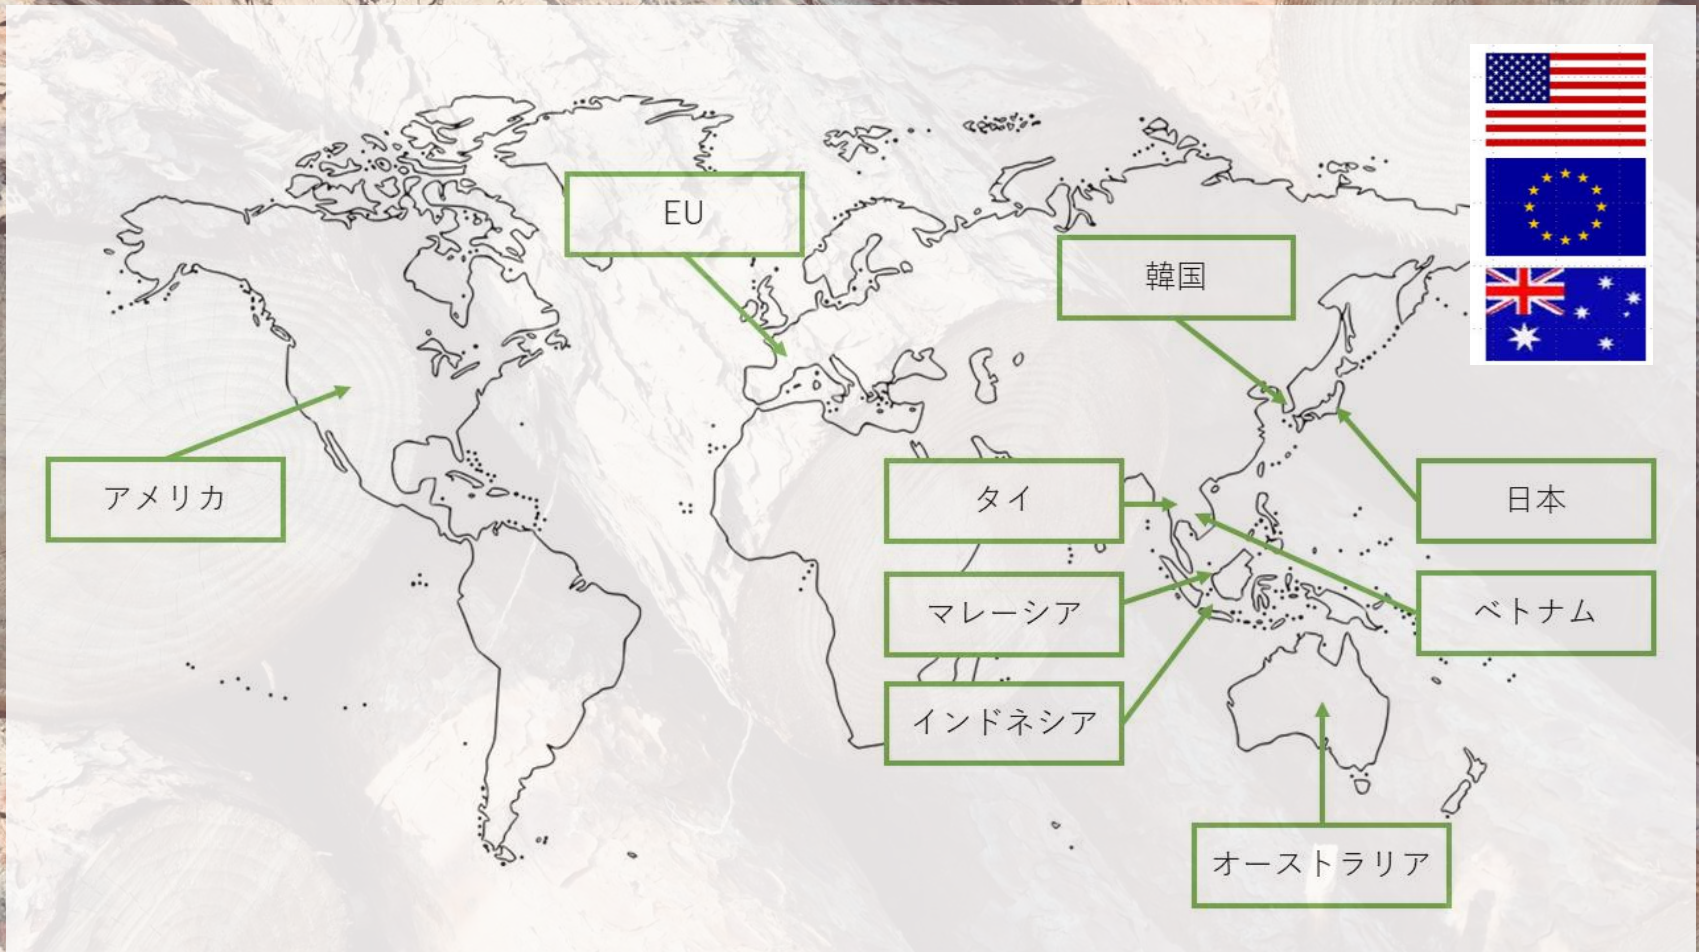 EU
韓国
アメリカ
タイ
日本
マレーシア
ベトナム
インドネシア
オーストラリア